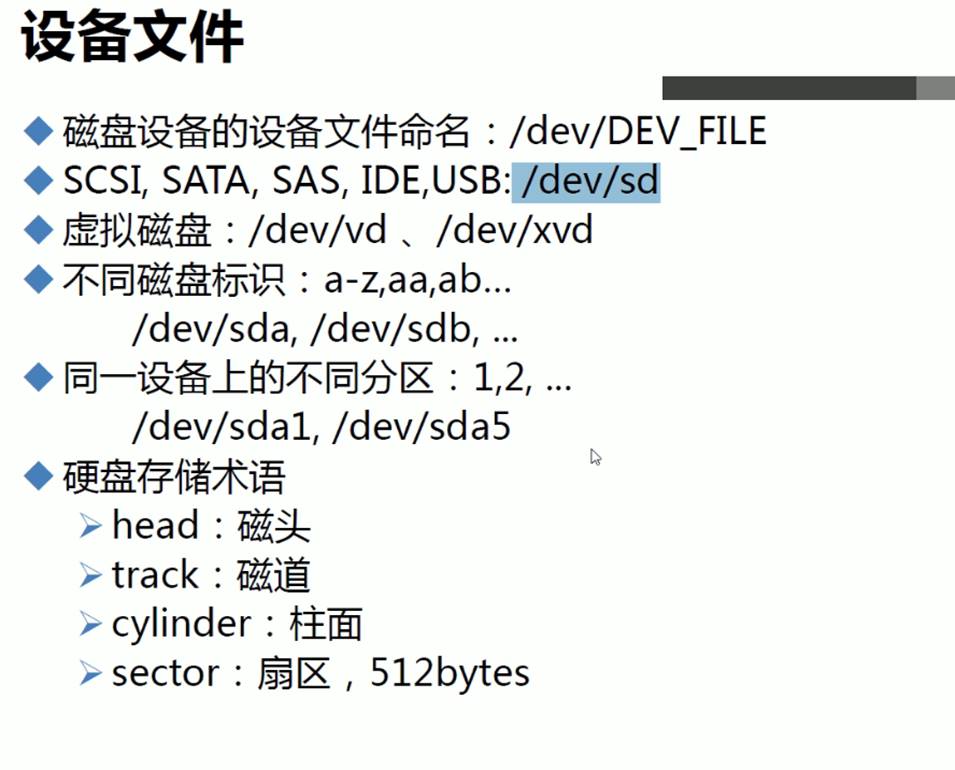 设备文件
磁盘设备的设备文件命名：/dev/DEV_FILE
SCSI, SATA, SAS, IDE,USB: /dev/sd
虚拟磁盘：/dev/vd 、/dev/xvd
不同磁盘标识：a-z,aa,ab...
/dev/sda, /dev/sdb, ...
同一设备上的不同分区：1,2, ...
/dev/sda1, /dev/sda5
硬盘存储术语
head：磁头
track：磁道
cylinder：柱面
sector：扇区，512bytes